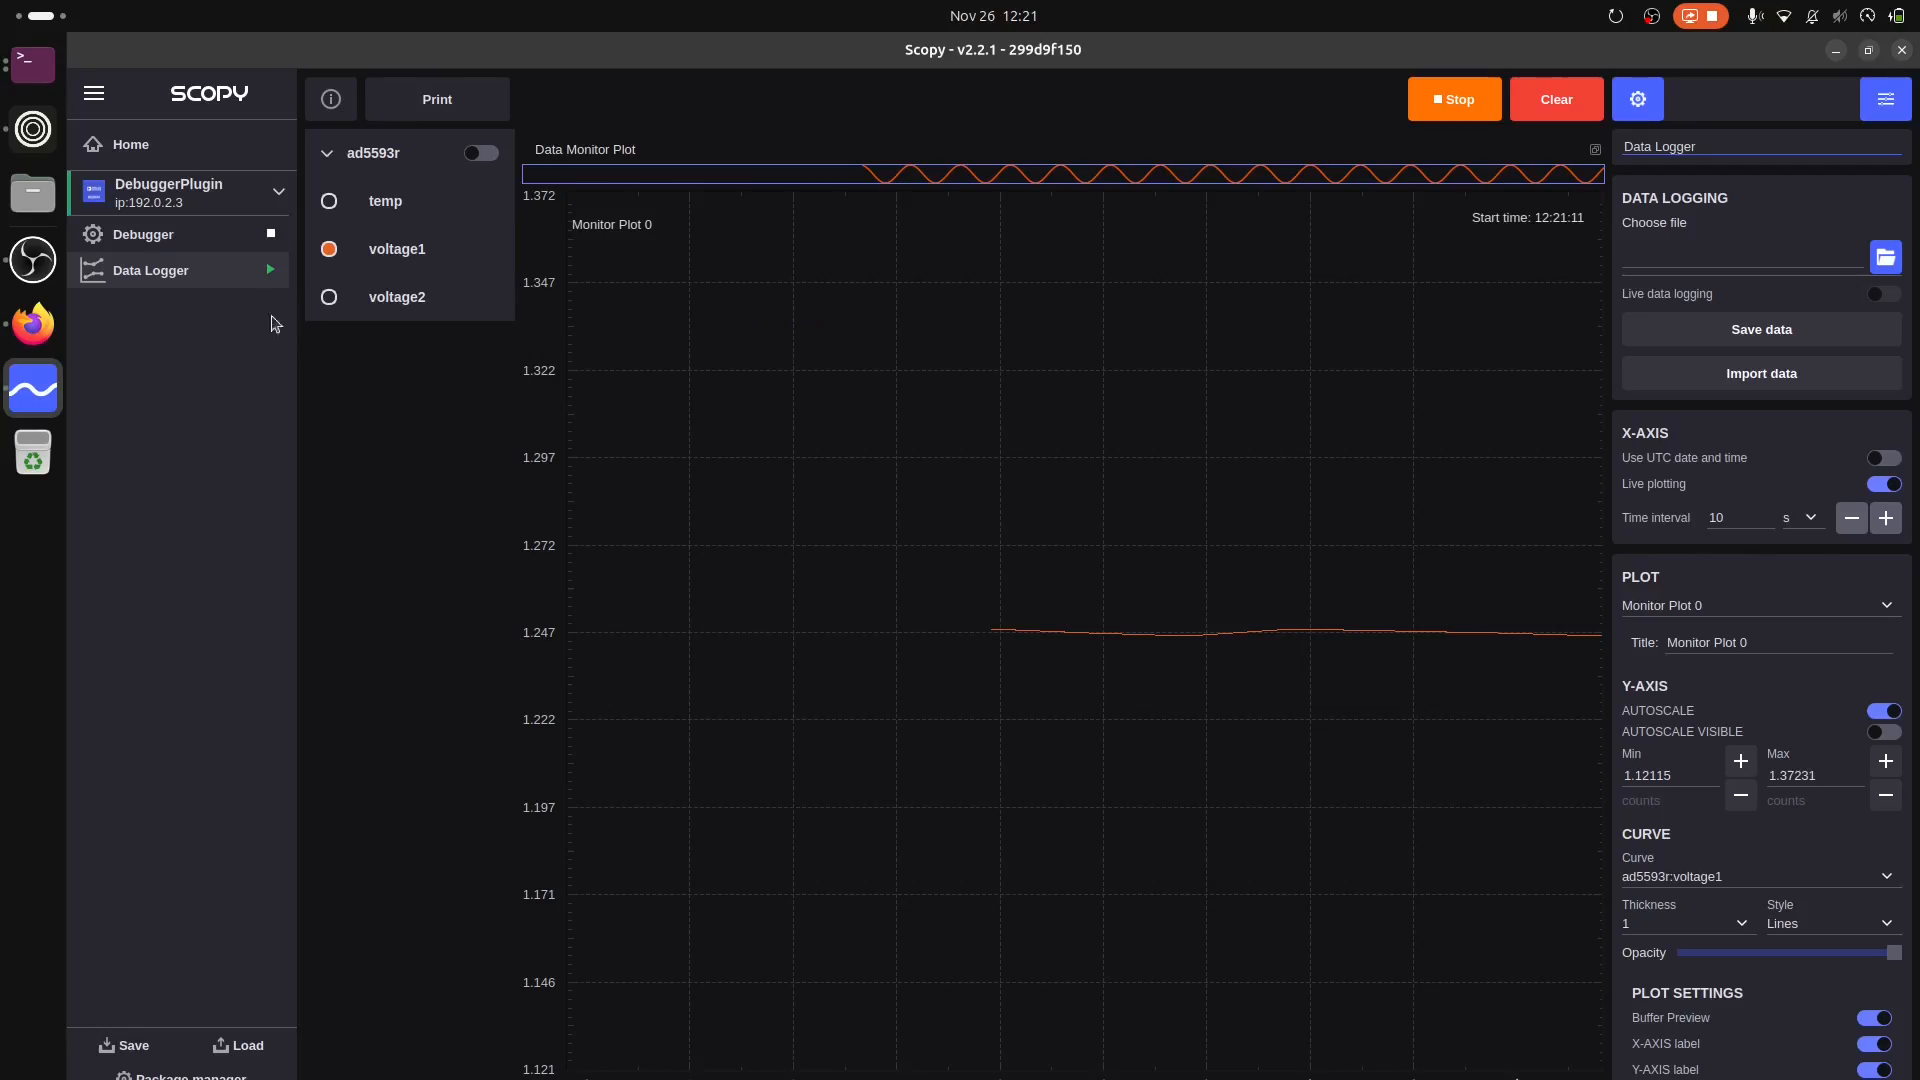 Nov 26 12:21
Scopy - v2.2.1 - 299d9f150
SCOPY
Home
DebuggerPlugin
ip:192.0.2.3
Debugger
Data Logger
Save
Load
Package manager
Print
Stop
Clear
ad5593r
temp
voltage1
voltage2
Data Monitor Plot
Monitor Plot 0
Start time: 12:21:11
1.372
1.347
1.322
1.297
1.272
1.247
1.222
1.197
1.171
1.146
1.121
Data Logger
DATA LOGGING
Choose file
Live data logging
Save data
Import data
X-AXIS
Use UTC date and time
Live plotting
Time interval 10 s
PLOT
Monitor Plot 0
Title: Monitor Plot 0
Y-AXIS
AUTOSCALE
AUTOSCALE VISIBLE
Min Max
1.12115 1.37231
counts counts
CURVE
Curve
ad5593r:voltage1
Thickness Style
1 Lines
Opacity
PLOT SETTINGS
Buffer Preview
X-AXIS label
Y-AXIS label